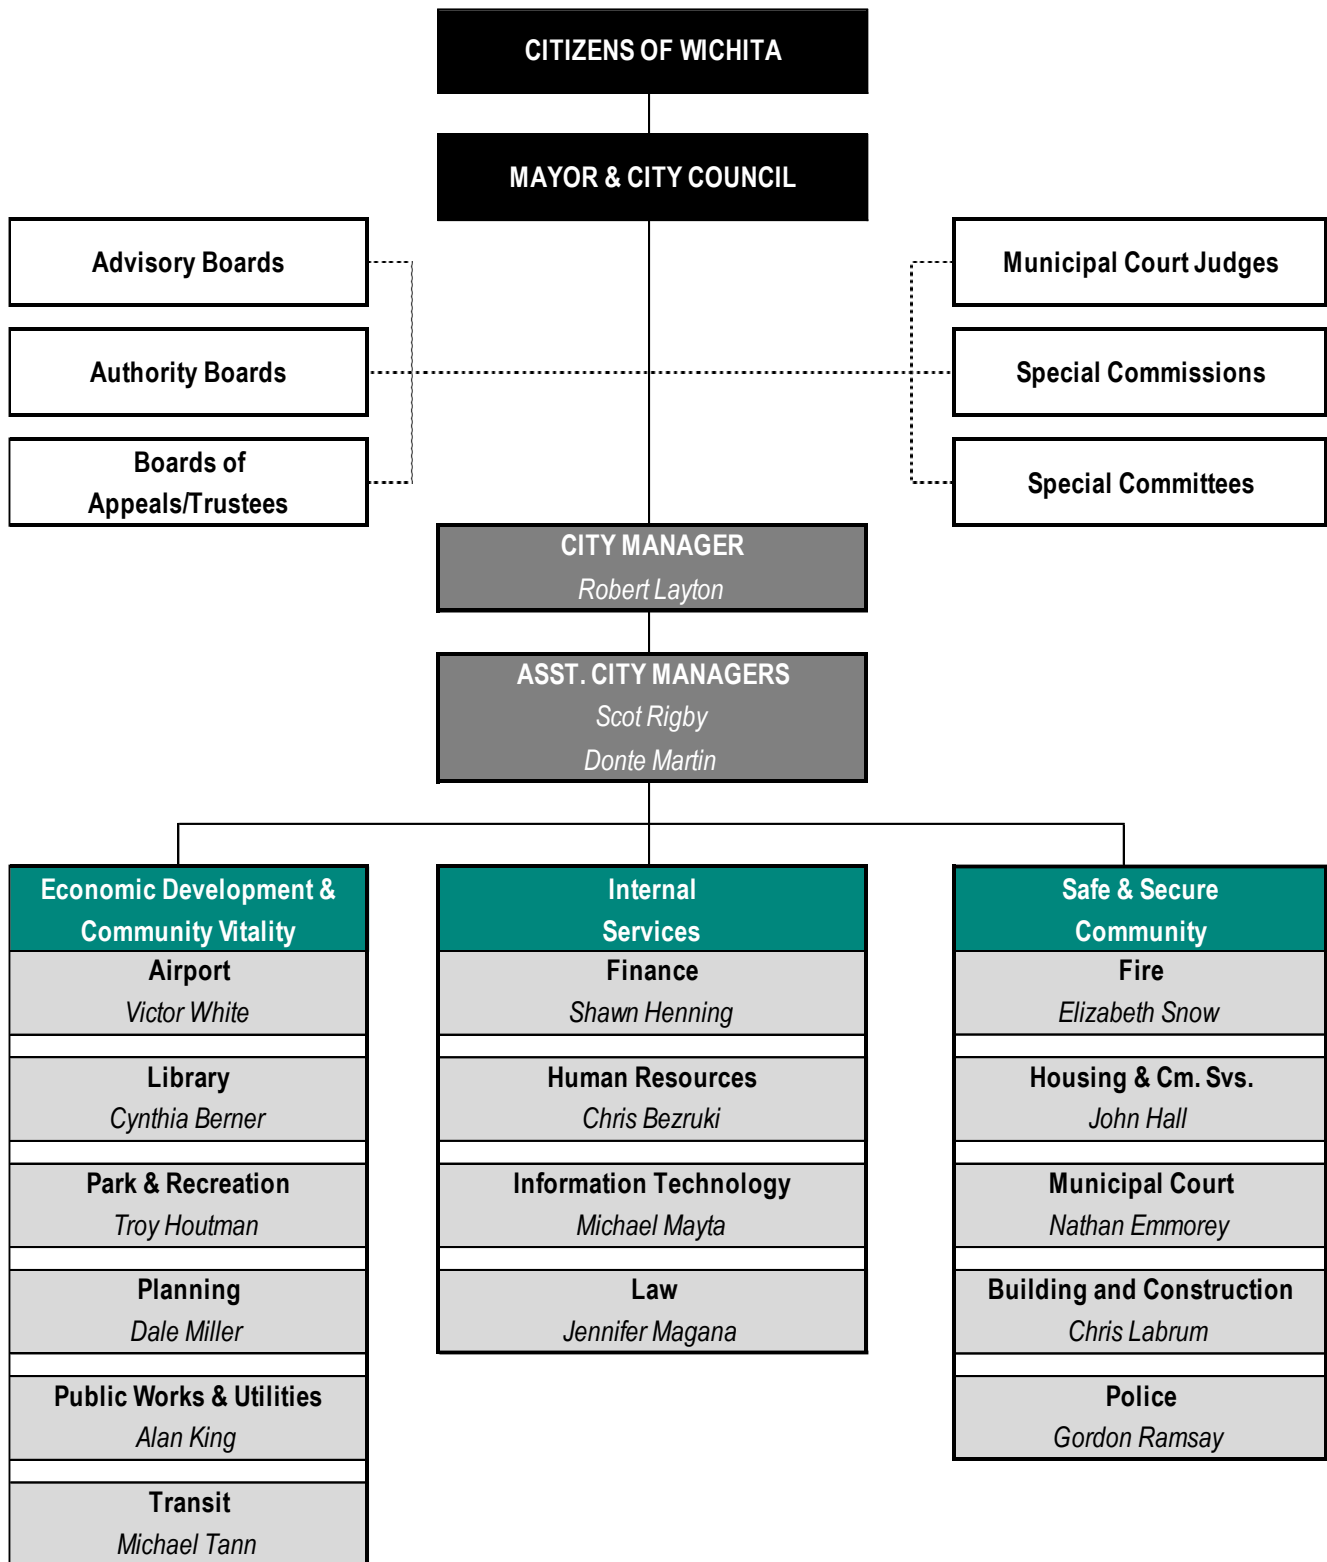 CITIZENS OF WICHITA
MAYOR & CITY COUNCIL
Advisory Boards
Municipal Court Judges
Authority Boards
Special Commissions
Boards of
Appeals/Trustees
Special Committees
CITY MANAGER
Robert Layton
ASST. CITY MANAGERS
Scot Rigby
Donte Martin
Economic Development &
Community Vitality
Airport
Victor White
Library
Cynthia Berner
Park & Recreation
Troy Houtman
Planning
Dale Miller
Public Works & Utilities
Alan King
Transit
Michael Tann
Internal
Services
Finance
Shawn Henning
Human Resources
Chris Bezruki
Information Technology
Michael Mayta
Law
Jennifer Magana
Safe & Secure
Community
Fire
Elizabeth Snow
Housing & Cm. Svs.
John Hall
Municipal Court
Nathan Emmorey
Building and Construction
Chris Labrum
Police
Gordon Ramsay